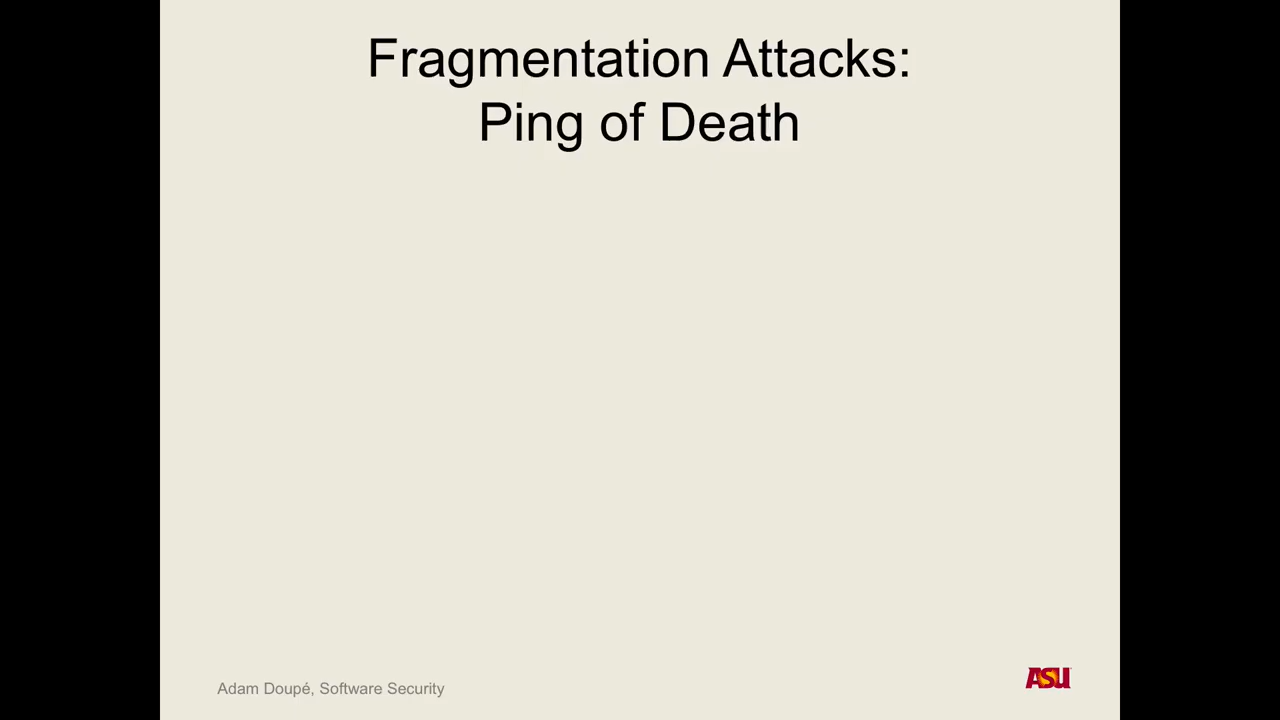 Fragmentation Attacks:
Ping of Death
Adam Doupé, Software Security
ASU